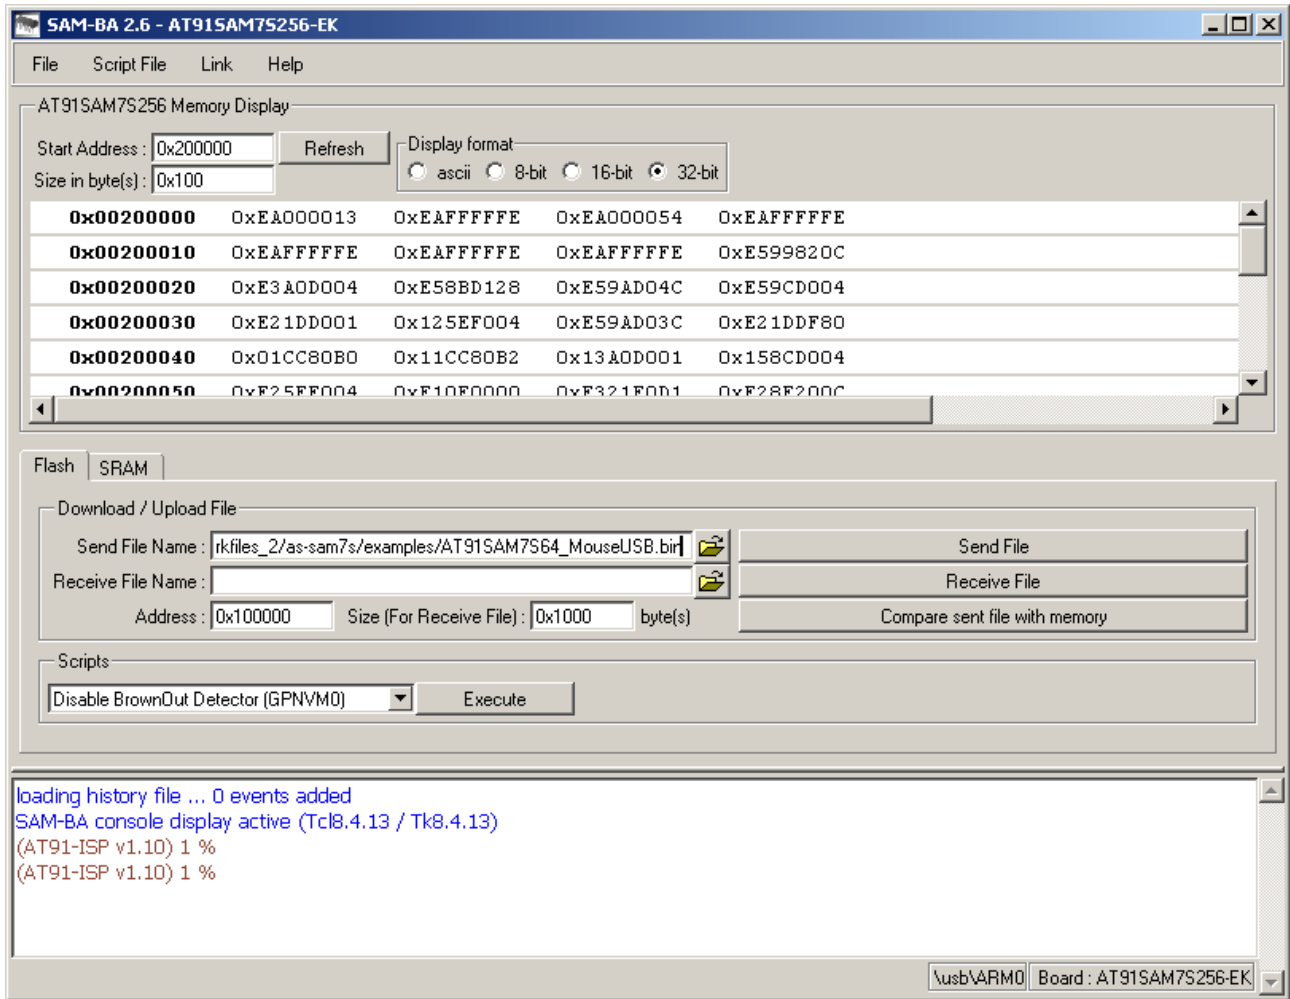 SAM-BA 2.6 - AT91SAM7S256-EK
File Script File Link Help
AT91SAM7S256 Memory Display
Start Address : 0x200000 Refresh
Size in byte(s) : 0x100
Display format
ascii 8-bit 16-bit 32-bit
0x00200000 0xEA000013 0xEAFFFFFE 0xEA000054 0xEAFFFFFE
0x00200010 0xEAFFFFFE 0xEAFFFFFE 0xEAFFFFFE 0xE599820C
0x00200020 0xE3A0D004 0xE58BD128 0xE59AD04C 0xE59CD004
0x00200030 0xE21DD001 0x125EF004 0xE59AD03C 0xE21DDF80
0x00200040 0x01CC80B0 0x11CC80B2 0x13A0D001 0x158CD004
0x00200050 0xE25EF004 0xE10F0000 0xE321F0D1 0xE28F200C
Flash SRAM
Download / Upload File
Send File Name : rkfiles_2/as-sam7s/examples/AT91SAM7S64_MouseUSB.bin Send File
Receive File Name : Receive File
Address : 0x100000 Size (For Receive File) : 0x1000 byte(s) Compare sent file with memory
Scripts
Disable BrownOut Detector (GPNVM0) Execute
loading history file ... 0 events added
SAM-BA console display active (Tcl8.4.13 / Tk8.4.13)
(AT91-ISP v1.10) 1 %
(AT91-ISP v1.10) 1 %
\usb\ARM0 Board : AT91SAM7S256-EK